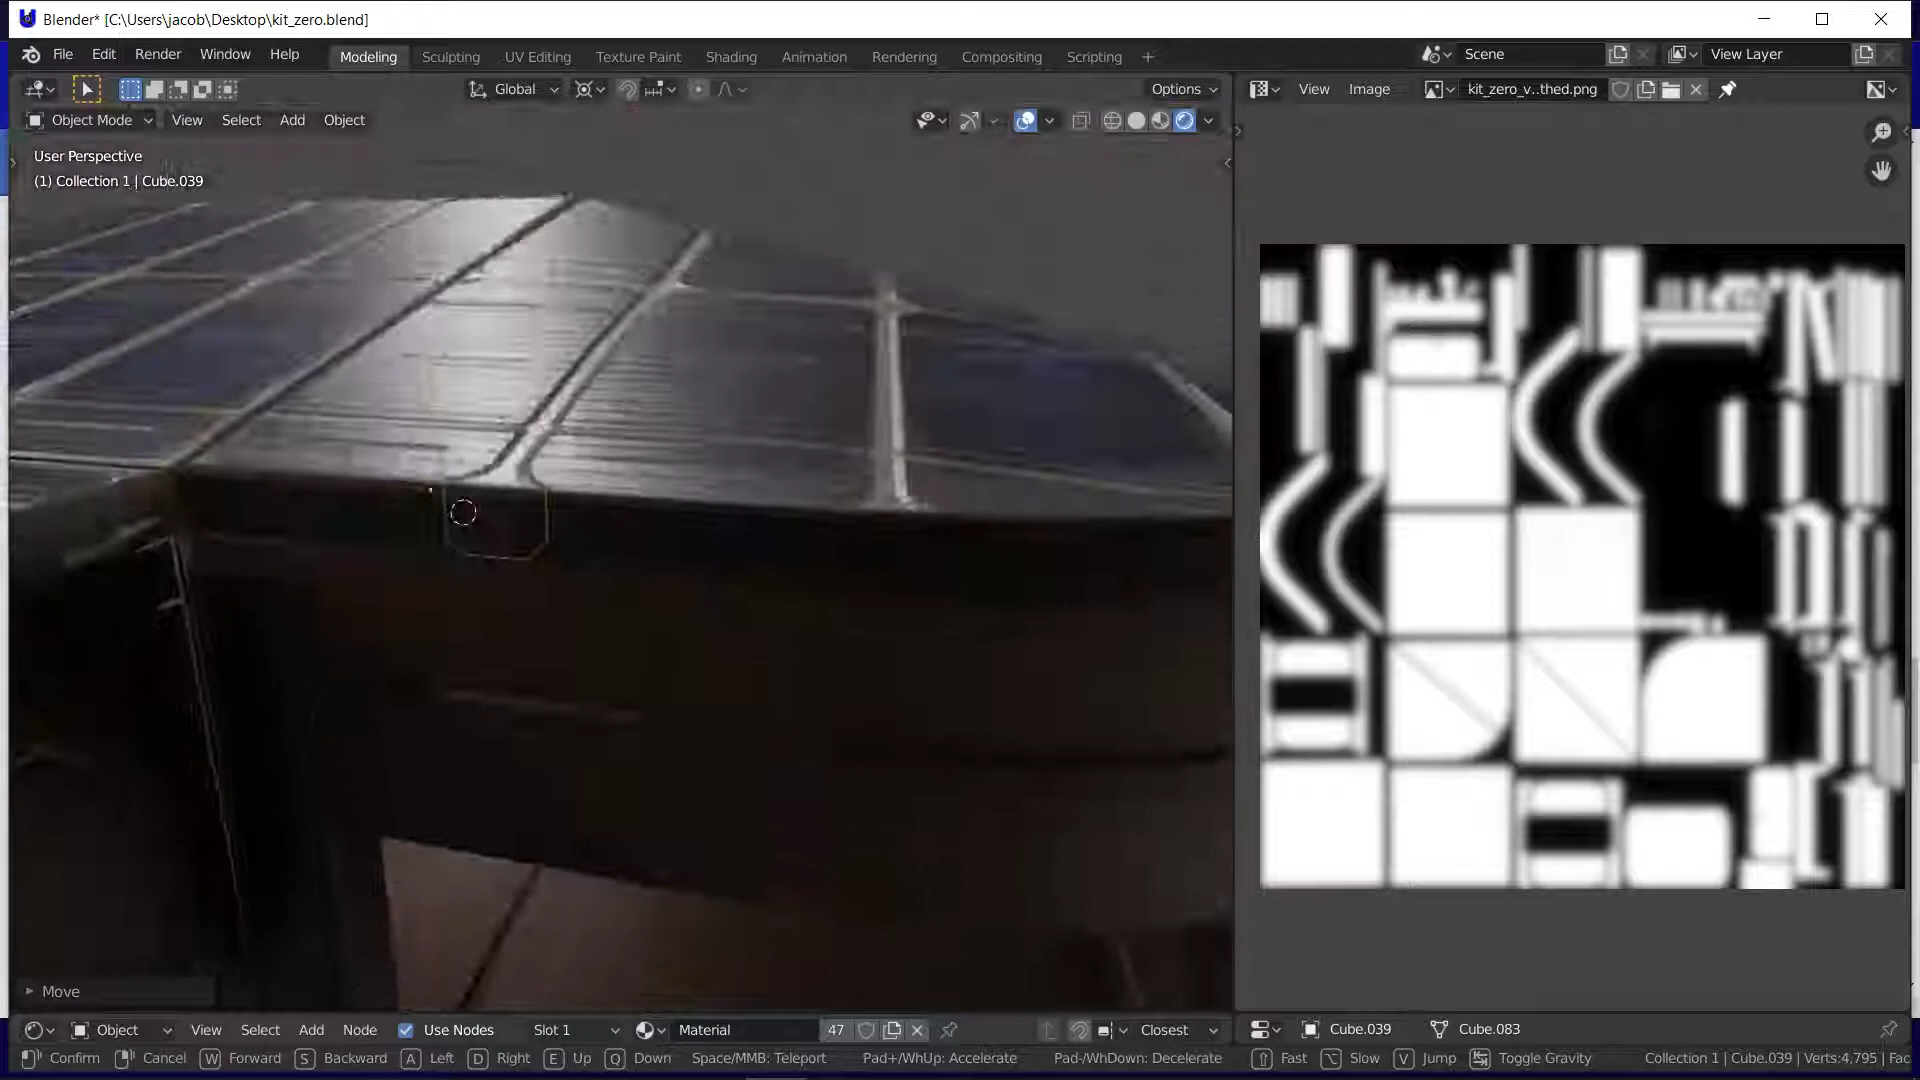 Blender* [C:\Users\jacob\Desktop\kit_zero.blend]
File Edit Render Window Help Modeling Sculpting UV Editing Texture Paint Shading Animation Rendering Compositing Scripting + Scene View Layer
Global Options View Image kit_zero_v..thed.png
Object Mode View Select Add Object
User Perspective
(1) Collection 1 | Cube.039
Move
Object View Select Add Node Use Nodes Slot 1 Material 47 Closest Cube.039 Cube.083
Confirm Cancel W Forward S Backward A Left D Right E Up Q Down Space/MMB: Teleport Pad+/WhUp: Accelerate Pad-/WhDown: Decelerate Fast Slow V Jump Toggle Gravity Collection 1 | Cube.039 | Verts:4,795 | Fac